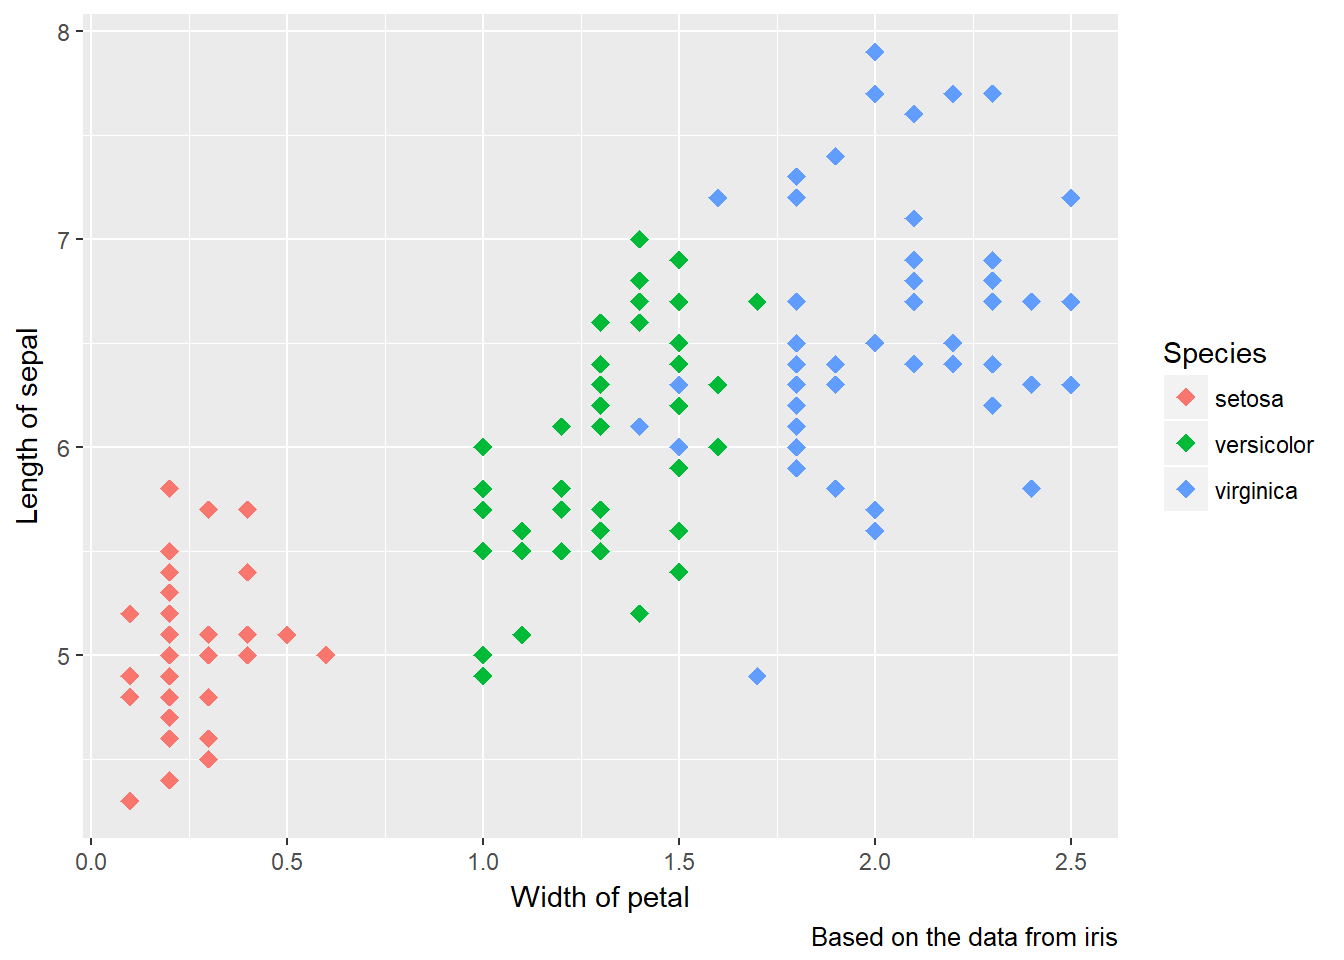 8
7
6
5
Length of sepal
0.0 0.5 1.0 1.5 2.0 2.5
Width of petal
Based on the data from iris
Species
setosa
versicolor
virginica